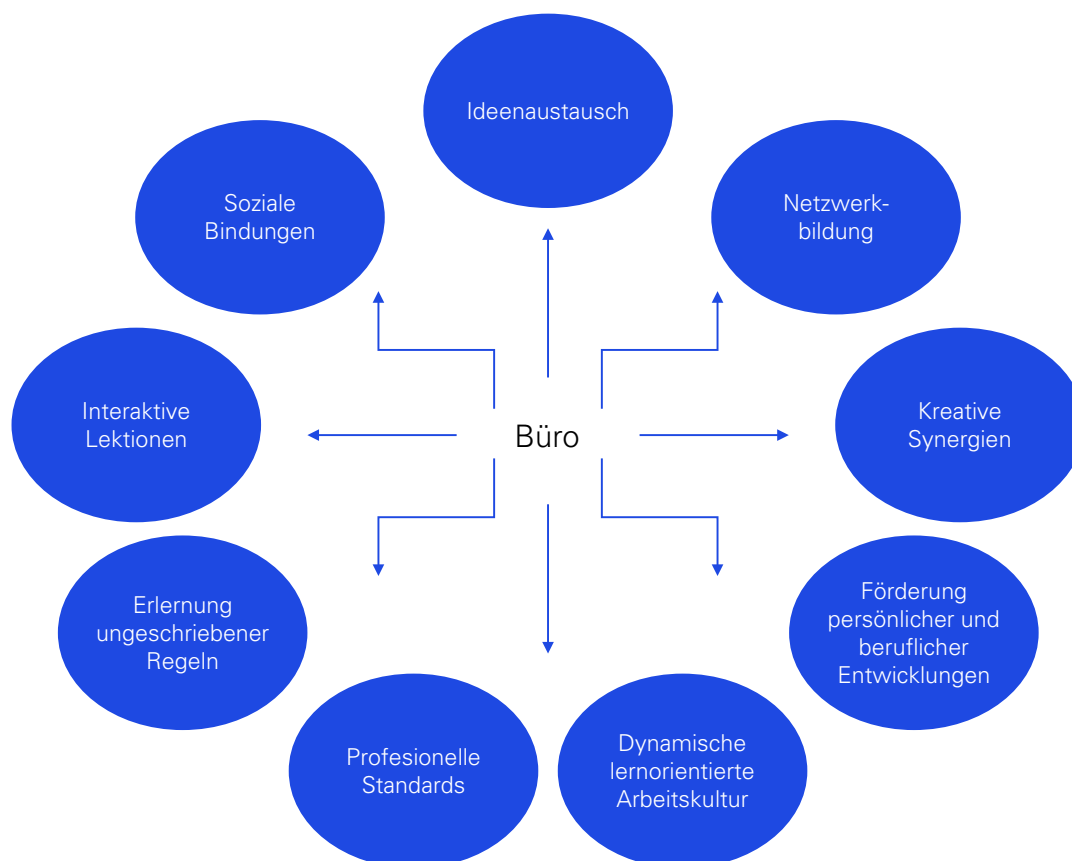 Ideenaustausch
Soziale
Bindungen
Netzwerk-
bildung
Interaktive
Lektionen
Büro
Kreative
Synergien
Erlernung
ungeschriebener
Regeln
Förderung
persönlicher und
beruflicher
Entwicklungen
Profesionelle
Standards
Dynamische
lernorientierte
Arbeitskultur